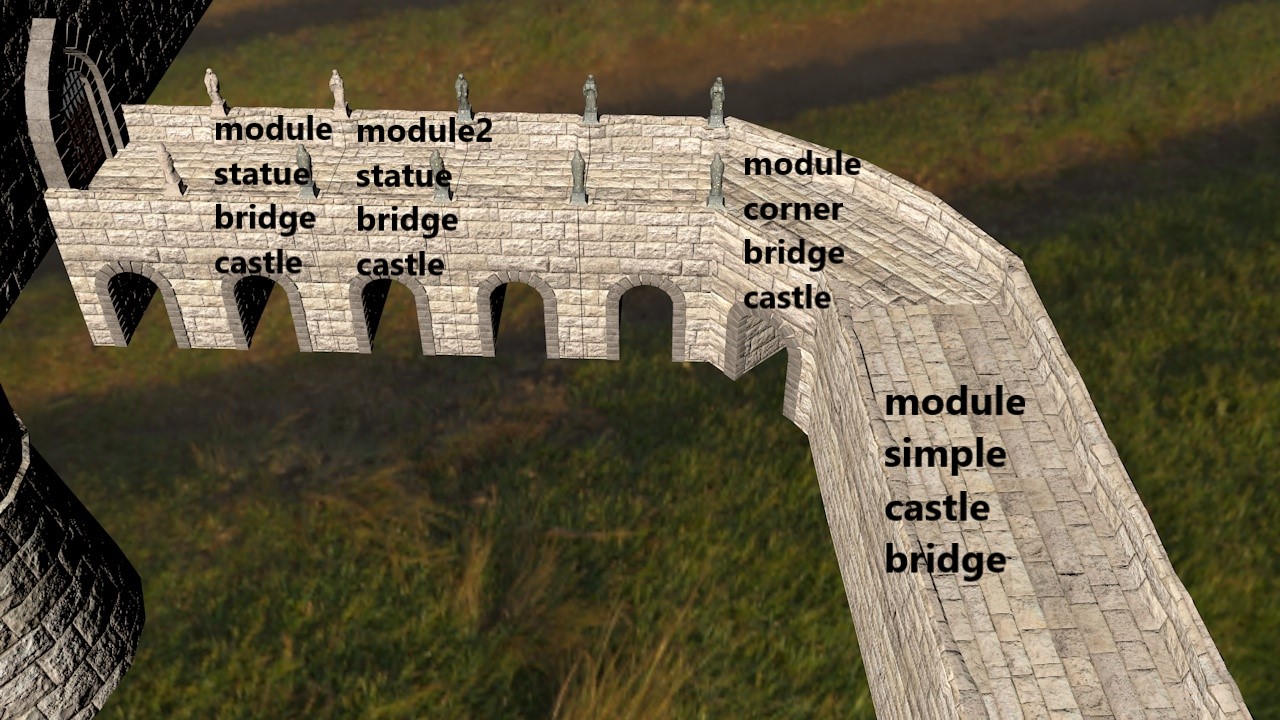 module
statue
bridge
castle
module2
statue
bridge
castle
module
corner
bridge
castle
module
simple
castle
bridge